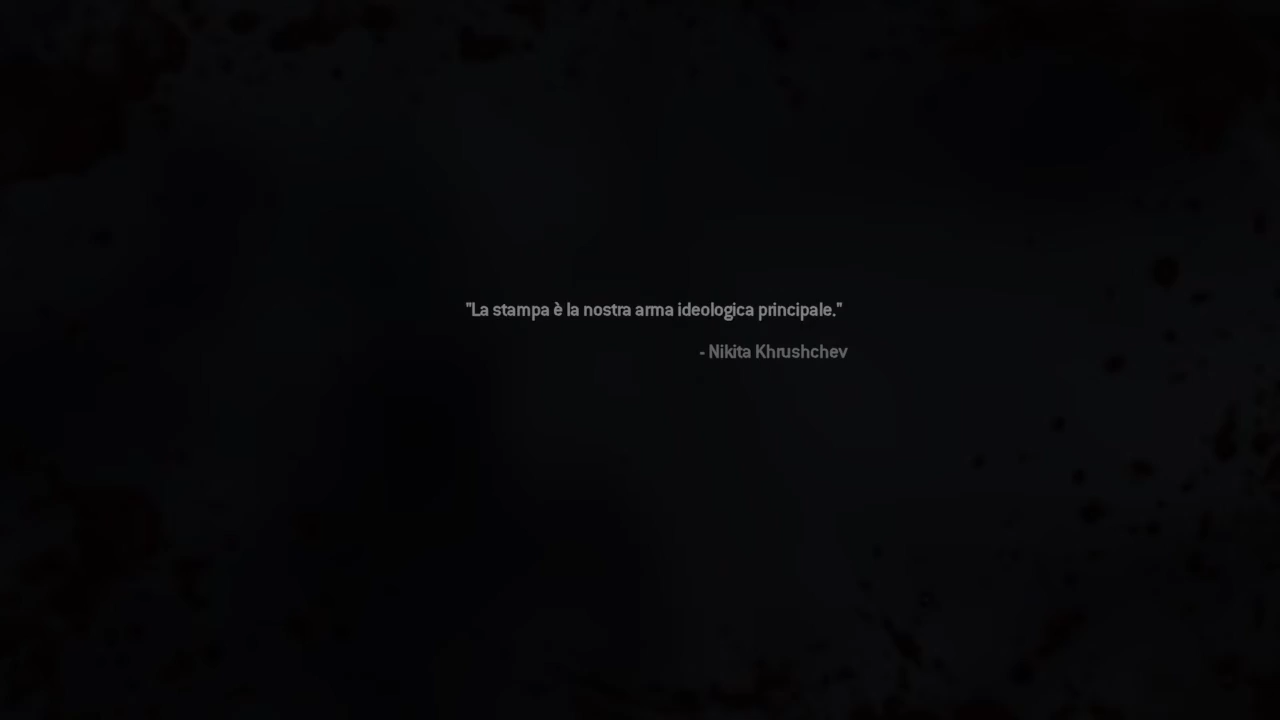 "La stampa è la nostra arma ideologica principale."
- Nikita Khrushchev